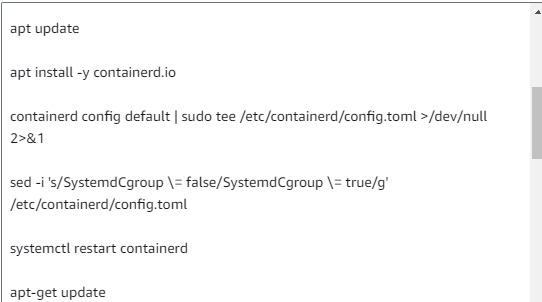 apt update
apt install -y containerd.io
containerd config default | sudo tee /etc/containerd/config.toml >/dev/null
2>&1
sed -i 's/SystemdCgroup \= false/SystemdCgroup \= true/g'
/etc/containerd/config.toml
systemctl restart containerd
apt-get update